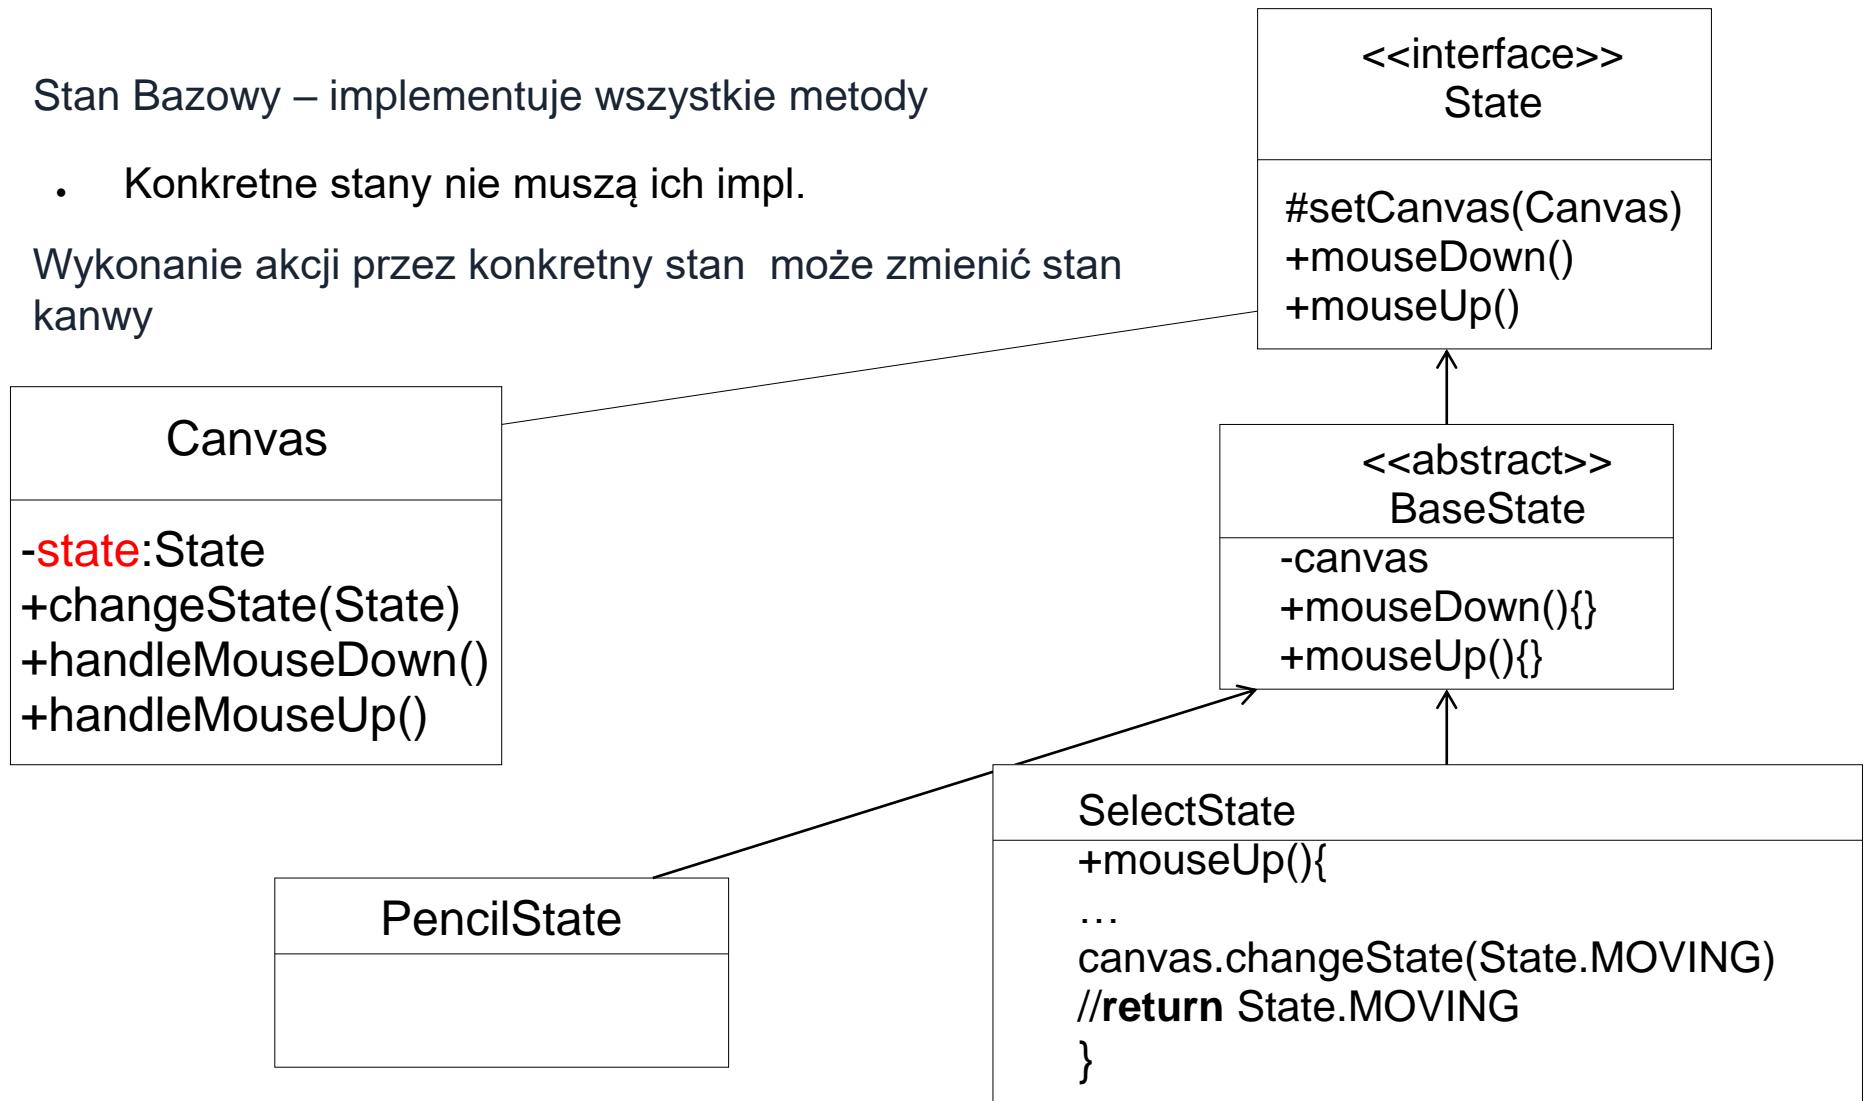 Stan Bazowy – implementuje wszystkie metody
• Konkretne stany nie muszą ich impl.
Wykonanie akcji przez konkretny stan może zmienić stan
kanwy
<<interface>>
State
#setCanvas(Canvas)
+mouseDown()
+mouseUp()
Canvas
-state:State
+changeState(State)
+handleMouseDown()
+handleMouseUp()
<<abstract>>
BaseState
-canvas
+mouseDown(){}
+mouseUp(){}
PencilState
SelectState
+mouseUp(){
…
canvas.changeState(State.MOVING)
//return State.MOVING
}